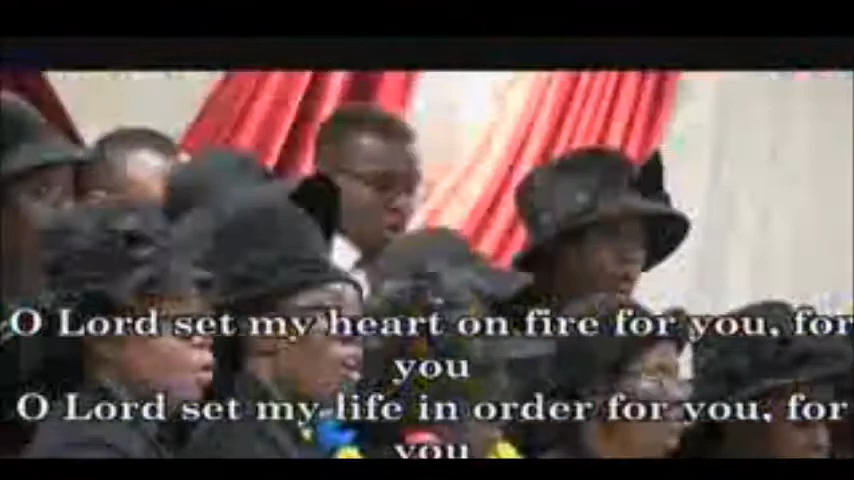 O Lord set my heart on fire for you, for
you
O Lord set my life in order for you, for
you